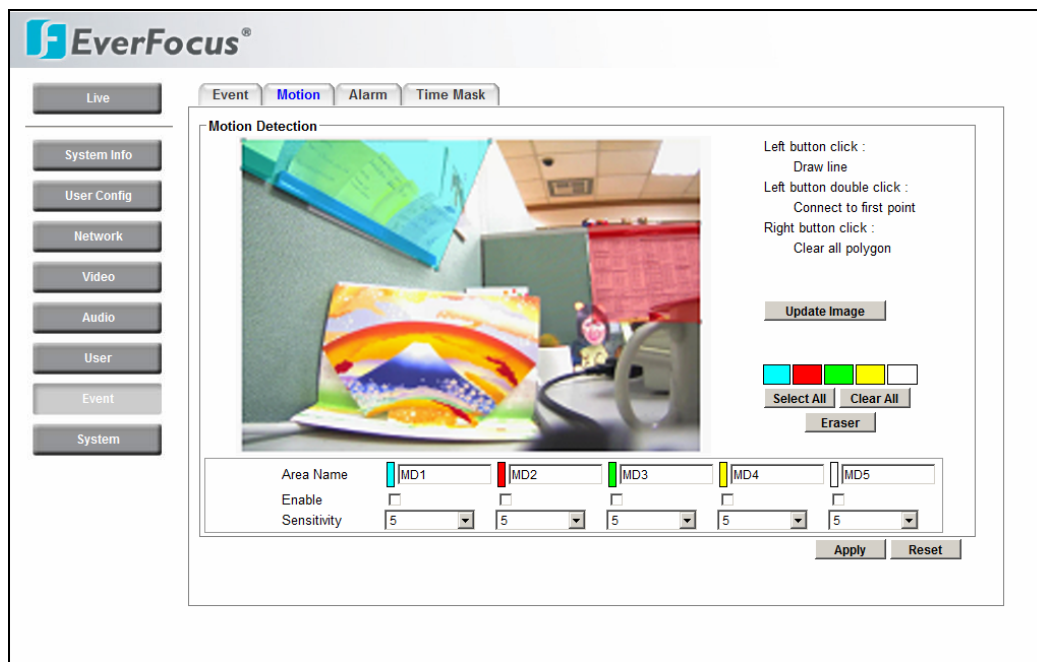 EverFocus®
Live
System Info
User Config
Network
Video
Audio
User
Event
System
Event Motion Alarm Time Mask
Motion Detection
Left button click :
Draw line
Left button double click :
Connect to first point
Right button click :
Clear all polygon
Update Image
Select All Clear All
Eraser
Area Name MD1 MD2 MD3 MD4 MD5
Enable
Sensitivity 5 5 5 5 5
Apply Reset